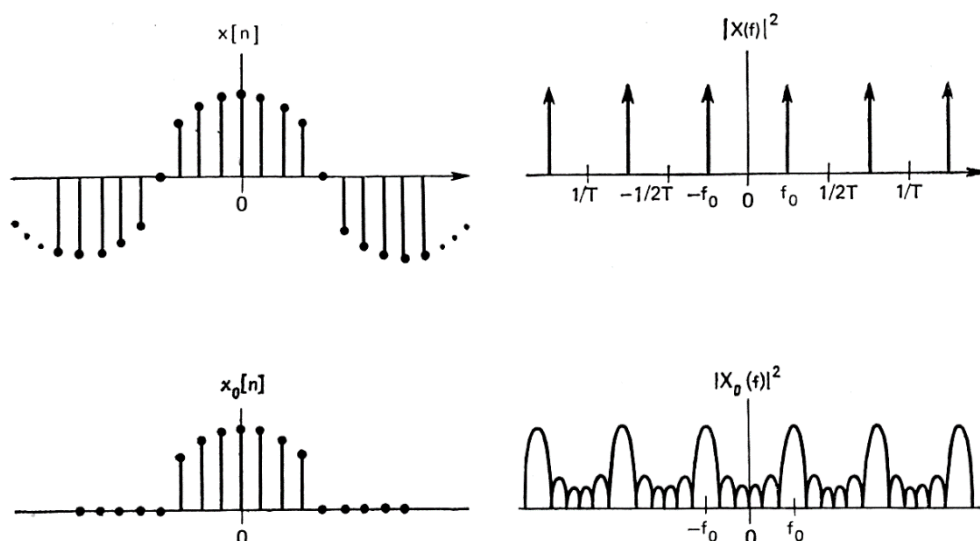 x[n]
|X(f)|²
0
1/T -1/2T -f₀ 0 f₀ 1/2T 1/T
x₀[n]
|X₀(f)|²
0
-f₀ 0 f₀